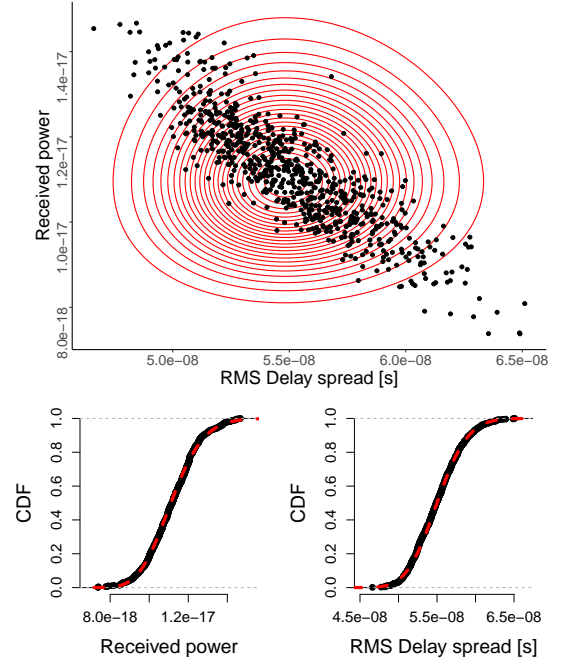 Received power
1.4e−17
1.2e−17
1.0e−17
8.0e−18
5.0e−08 5.5e−08 6.0e−08 6.5e−08
RMS Delay spread [s]
CDF
1.0
0.8
0.6
0.4
0.2
0.0
8.0e−18 1.2e−17
Received power
CDF
1.0
0.8
0.6
0.4
0.2
0.0
4.5e−08 5.5e−08 6.5e−08
RMS Delay spread [s]